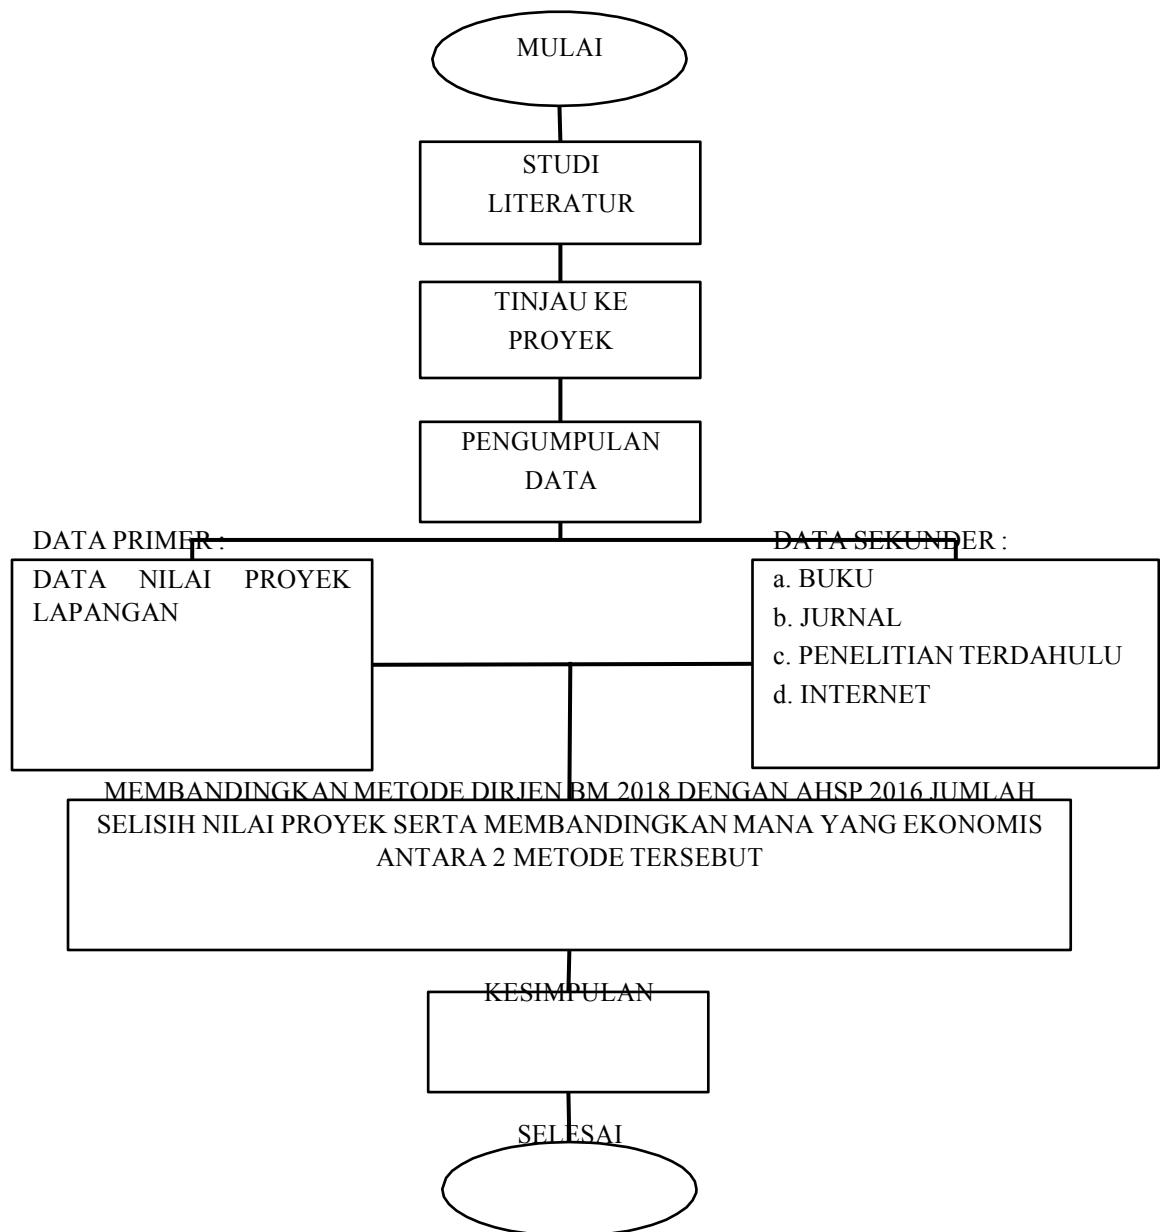 MULAI
STUDI
LITERATUR
TINJAU KE
PROYEK
PENGUMPULAN
DATA
DATA PRIMER :
DATA NILAI PROYEK
LAPANGAN
DATA SEKUNDER :
a. BUKU
b. JURNAL
c. PENELITIAN TERDAHULU
d. INTERNET
MEMBANDINGKAN METODE DIRJEN BM 2018 DENGAN AHSP 2016 JUMLAH
SELISIH NILAI PROYEK SERTA MEMBANDINGKAN MANA YANG EKONOMIS
ANTARA 2 METODE TERSEBUT
KESIMPULAN
SELESAI